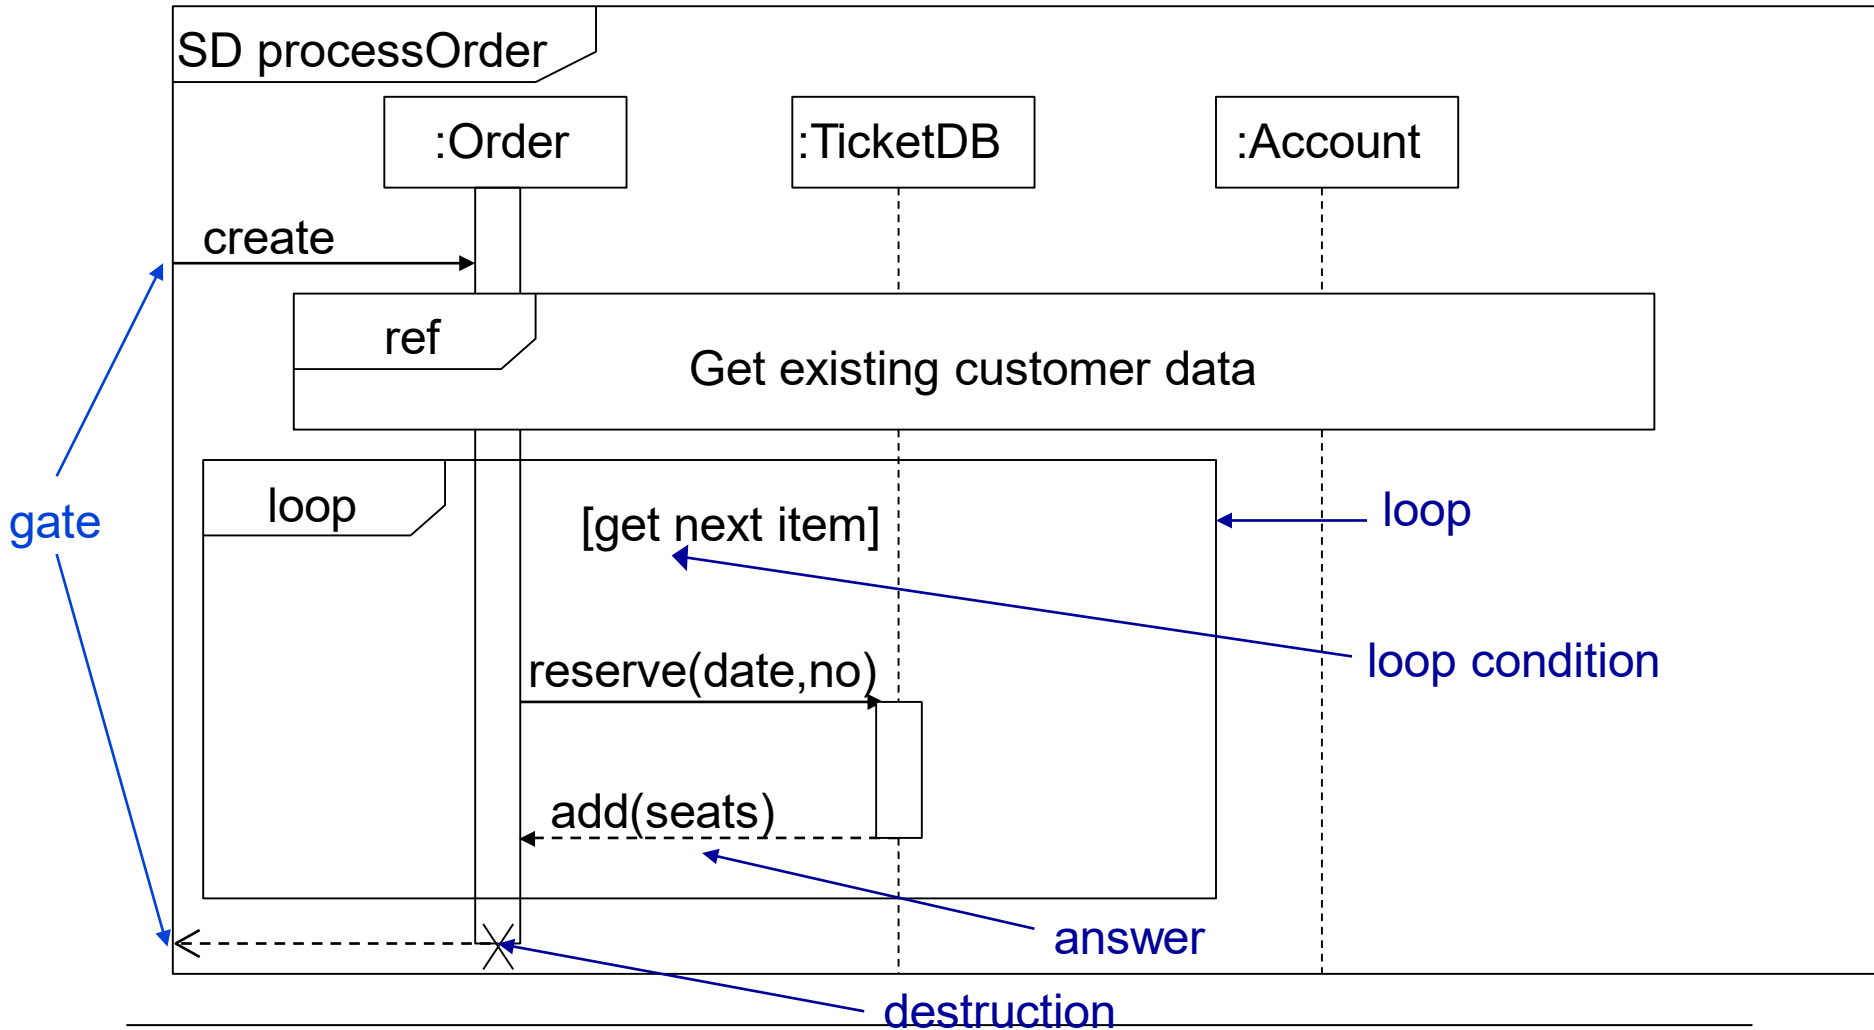 SD processOrder
:Order
:TicketDB
:Account
create
ref
Get existing customer data
loop
[get next item]
loop
gate
reserve(date,no)
loop condition
add(seats)
answer
destruction